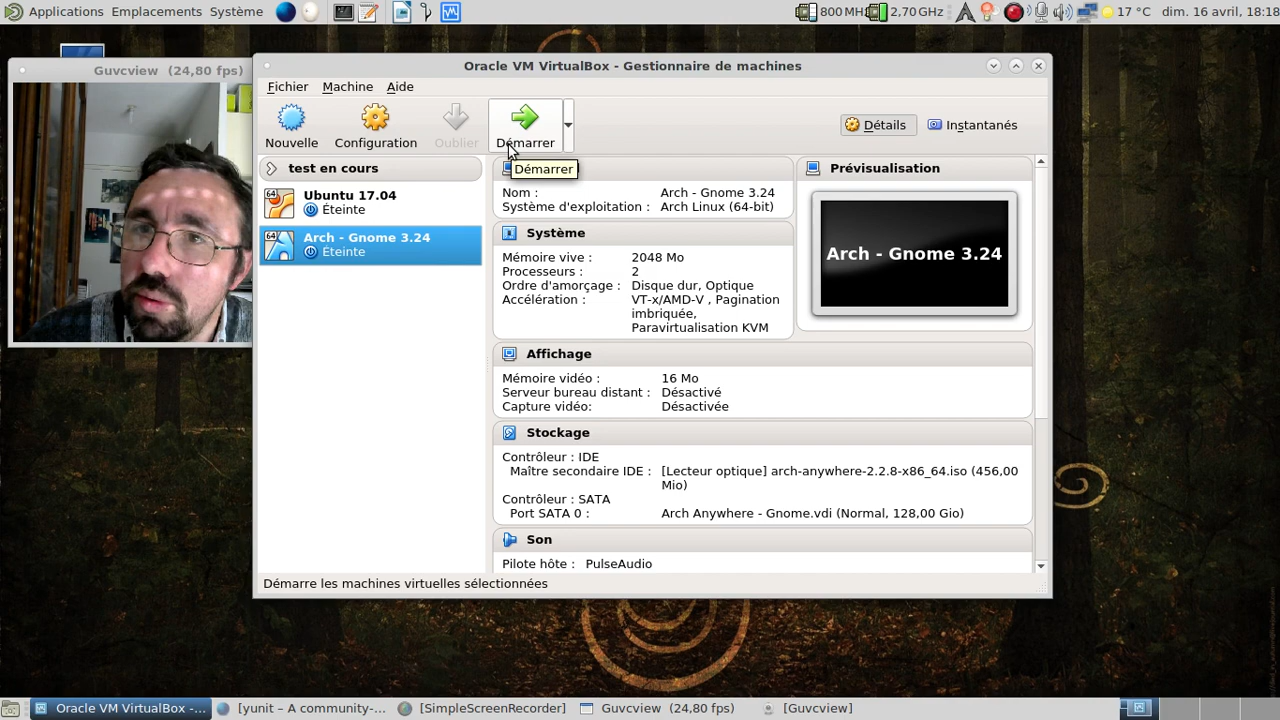 Applications Emplacements Système 800 MHz 2,70 GHz 17 °C dim. 16 avril, 18:18
Guvcview (24,80 fps)
Oracle VM VirtualBox - Gestionnaire de machines
Fichier Machine Aide
Nouvelle Configuration Oublier Démarrer Détails Instantanés
Démarrer
test en cours
Ubuntu 17.04
Éteinte
Arch - Gnome 3.24
Éteinte
Nom : Arch - Gnome 3.24
Système d'exploitation : Arch Linux (64-bit)
Système
Mémoire vive : 2048 Mo
Processeurs : 2
Ordre d'amorçage : Disque dur, Optique
Accélération : VT-x/AMD-V , Pagination
imbriquée,
Paravirtualisation KVM
Prévisualisation
Arch - Gnome 3.24
Affichage
Mémoire vidéo : 16 Mo
Serveur bureau distant : Désactivé
Capture vidéo: Désactivée
Stockage
Contrôleur : IDE
Maître secondaire IDE : [Lecteur optique] arch-anywhere-2.2.8-x86_64.iso (456,00
Mio)
Contrôleur : SATA
Port SATA 0 : Arch Anywhere - Gnome.vdi (Normal, 128,00 Gio)
Son
Pilote hôte : PulseAudio
Démarre les machines virtuelles sélectionnées
Oracle VM VirtualBox -... [yunit – A community-... [SimpleScreenRecorder] Guvcview (24,80 fps) [Guvcview]